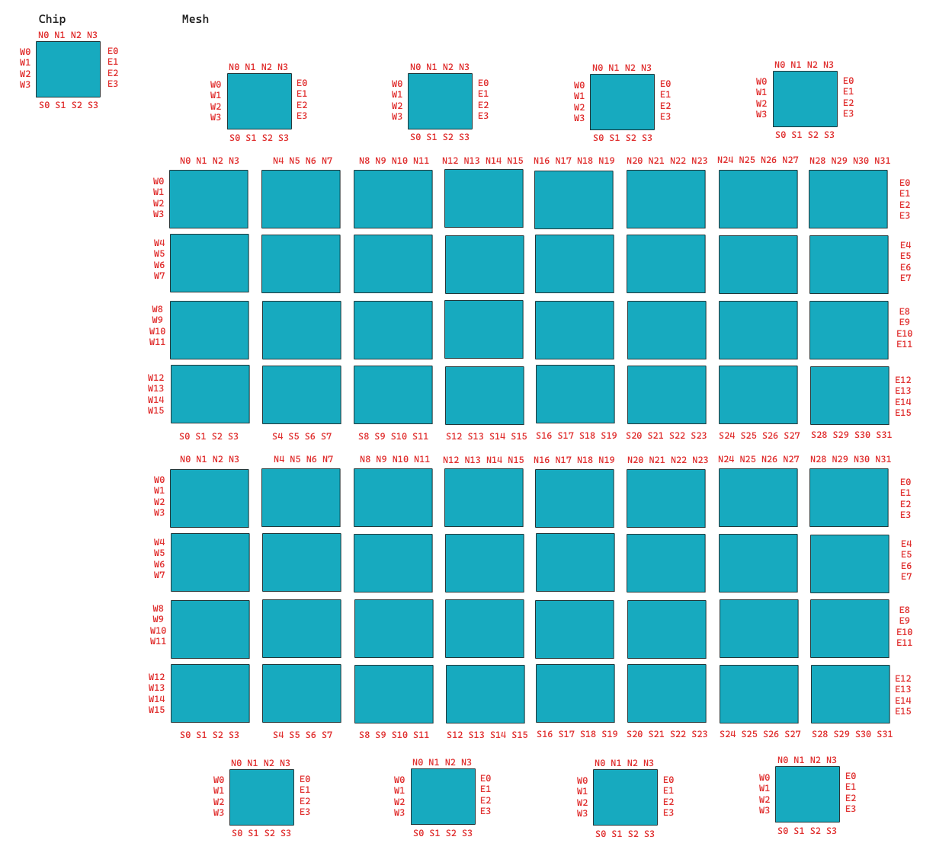 Chip
Mesh
N0 N1 N2 N3
W0
W1
W2
W3
E0
E1
E2
E3
S0 S1 S2 S3
N0 N1 N2 N3
W0
W1
W2
W3
E0
E1
E2
E3
S0 S1 S2 S3
N0 N1 N2 N3
W0
W1
W2
W3
E0
E1
E2
E3
S0 S1 S2 S3
N0 N1 N2 N3
W0
W1
W2
W3
E0
E1
E2
E3
S0 S1 S2 S3
N0 N1 N2 N3
W0
W1
W2
W3
E0
E1
E2
E3
S0 S1 S2 S3
N0 N1 N2 N3 N4 N5 N6 N7 N8 N9 N10 N11 N12 N13 N14 N15 N16 N17 N18 N19 N20 N21 N22 N23 N24 N25 N26 N27 N28 N29 N30 N31
W0
W1
W2
W3
E0
E1
E2
E3
W4
W5
W6
W7
E4
E5
E6
E7
W8
W9
W10
W11
E8
E9
E10
E11
W12
W13
W14
W15
E12
E13
E14
E15
S0 S1 S2 S3 S4 S5 S6 S7 S8 S9 S10 S11 S12 S13 S14 S15 S16 S17 S18 S19 S20 S21 S22 S23 S24 S25 S26 S27 S28 S29 S30 S31
N0 N1 N2 N3 N4 N5 N6 N7 N8 N9 N10 N11 N12 N13 N14 N15 N16 N17 N18 N19 N20 N21 N22 N23 N24 N25 N26 N27 N28 N29 N30 N31
W0
W1
W2
W3
E0
E1
E2
E3
W4
W5
W6
W7
E4
E5
E6
E7
W8
W9
W10
W11
E8
E9
E10
E11
W12
W13
W14
W15
E12
E13
E14
E15
S0 S1 S2 S3 S4 S5 S6 S7 S8 S9 S10 S11 S12 S13 S14 S15 S16 S17 S18 S19 S20 S21 S22 S23 S24 S25 S26 S27 S28 S29 S30 S31
N0 N1 N2 N3
W0
W1
W2
W3
E0
E1
E2
E3
S0 S1 S2 S3
N0 N1 N2 N3
W0
W1
W2
W3
E0
E1
E2
E3
S0 S1 S2 S3
N0 N1 N2 N3
W0
W1
W2
W3
E0
E1
E2
E3
S0 S1 S2 S3
N0 N1 N2 N3
W0
W1
W2
W3
E0
E1
E2
E3
S0 S1 S2 S3